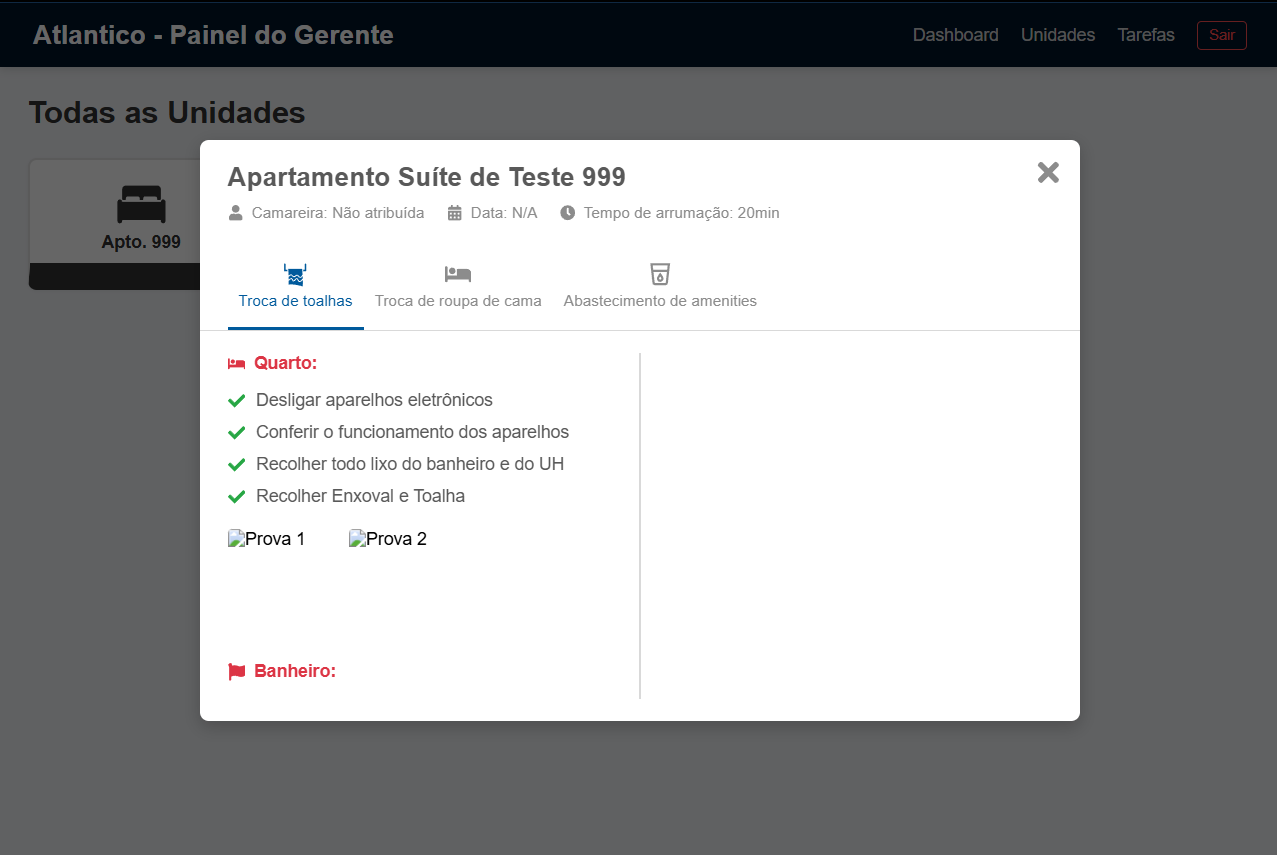 Atlantico - Painel do Gerente
Dashboard Unidades Tarefas Sair
Todas as Unidades
Apto. 999
Apartamento Suíte de Teste 999
Camareira: Não atribuída Data: N/A Tempo de arrumação: 20min
Troca de toalhas Troca de roupa de cama Abastecimento de amenities
Quarto:
Desligar aparelhos eletrônicos
Conferir o funcionamento dos aparelhos
Recolher todo lixo do banheiro e do UH
Recolher Enxoval e Toalha
Prova 1 Prova 2
Banheiro: